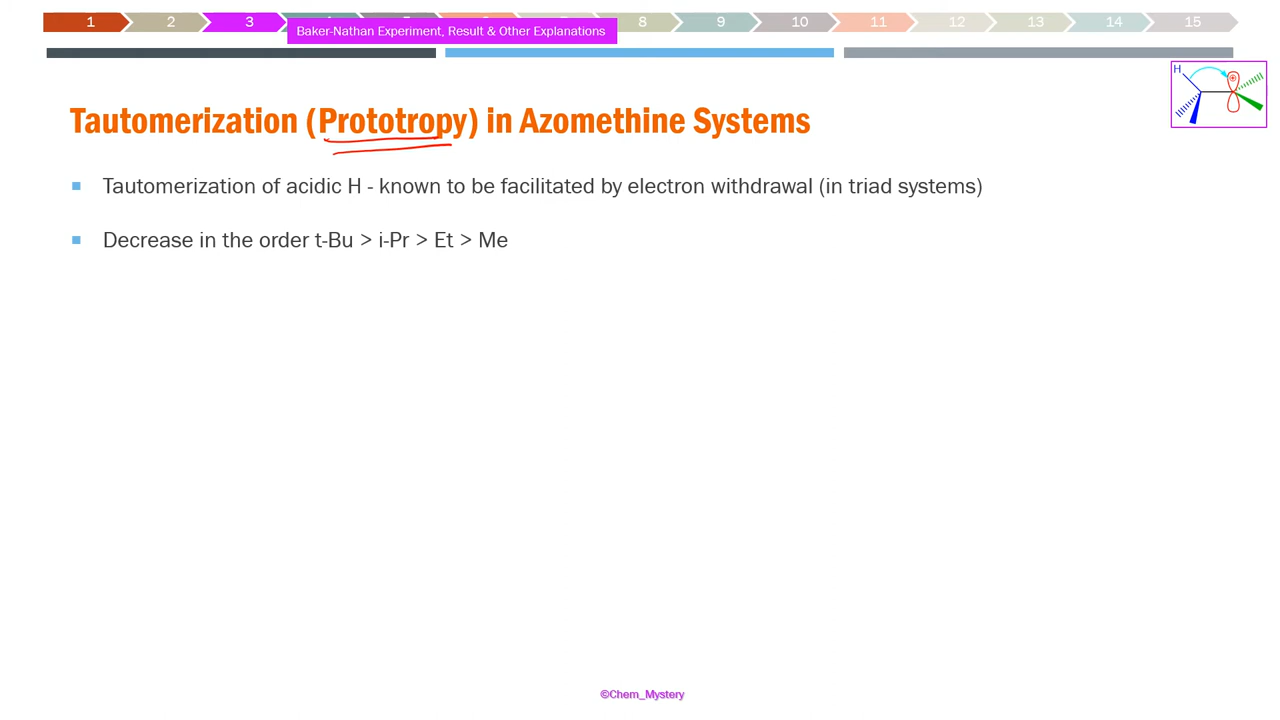 1 2 3 8 9 10 11 12 13 14 15
Baker-Nathan Experiment, Result & Other Explanations
H
Tautomerization (Prototropy) in Azomethine Systems
Tautomerization of acidic H - known to be facilitated by electron withdrawal (in triad systems)
Decrease in the order t-Bu > i-Pr > Et > Me
©Chem_Mystery